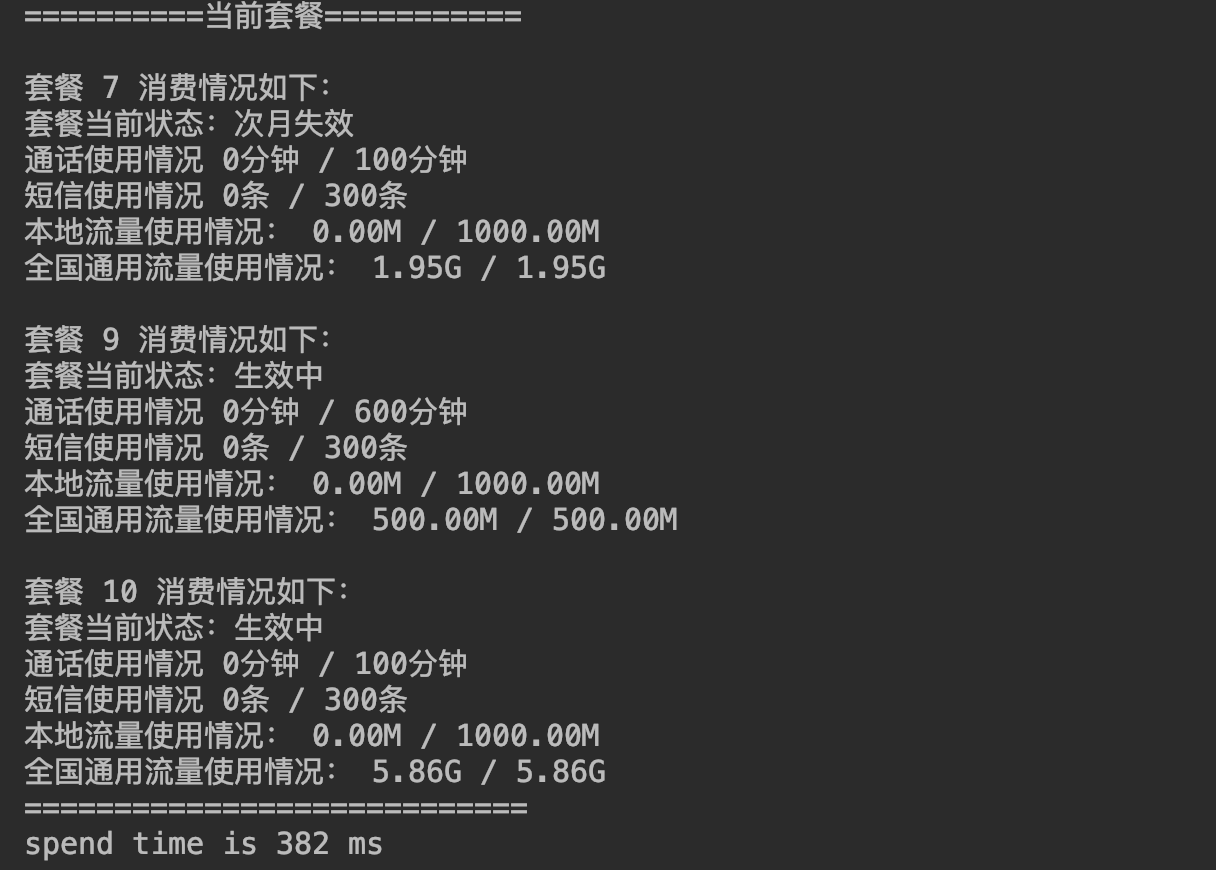 ==========当前套餐===========
套餐 7 消费情况如下：
套餐当前状态：次月失效
通话使用情况 0分钟 / 100分钟
短信使用情况 0条 / 300条
本地流量使用情况： 0.00M / 1000.00M
全国通用流量使用情况： 1.95G / 1.95G
套餐 9 消费情况如下：
套餐当前状态：生效中
通话使用情况 0分钟 / 600分钟
短信使用情况 0条 / 300条
本地流量使用情况： 0.00M / 1000.00M
全国通用流量使用情况： 500.00M / 500.00M
套餐 10 消费情况如下：
套餐当前状态：生效中
通话使用情况 0分钟 / 100分钟
短信使用情况 0条 / 300条
本地流量使用情况： 0.00M / 1000.00M
全国通用流量使用情况： 5.86G / 5.86G
============================
spend time is 382 ms